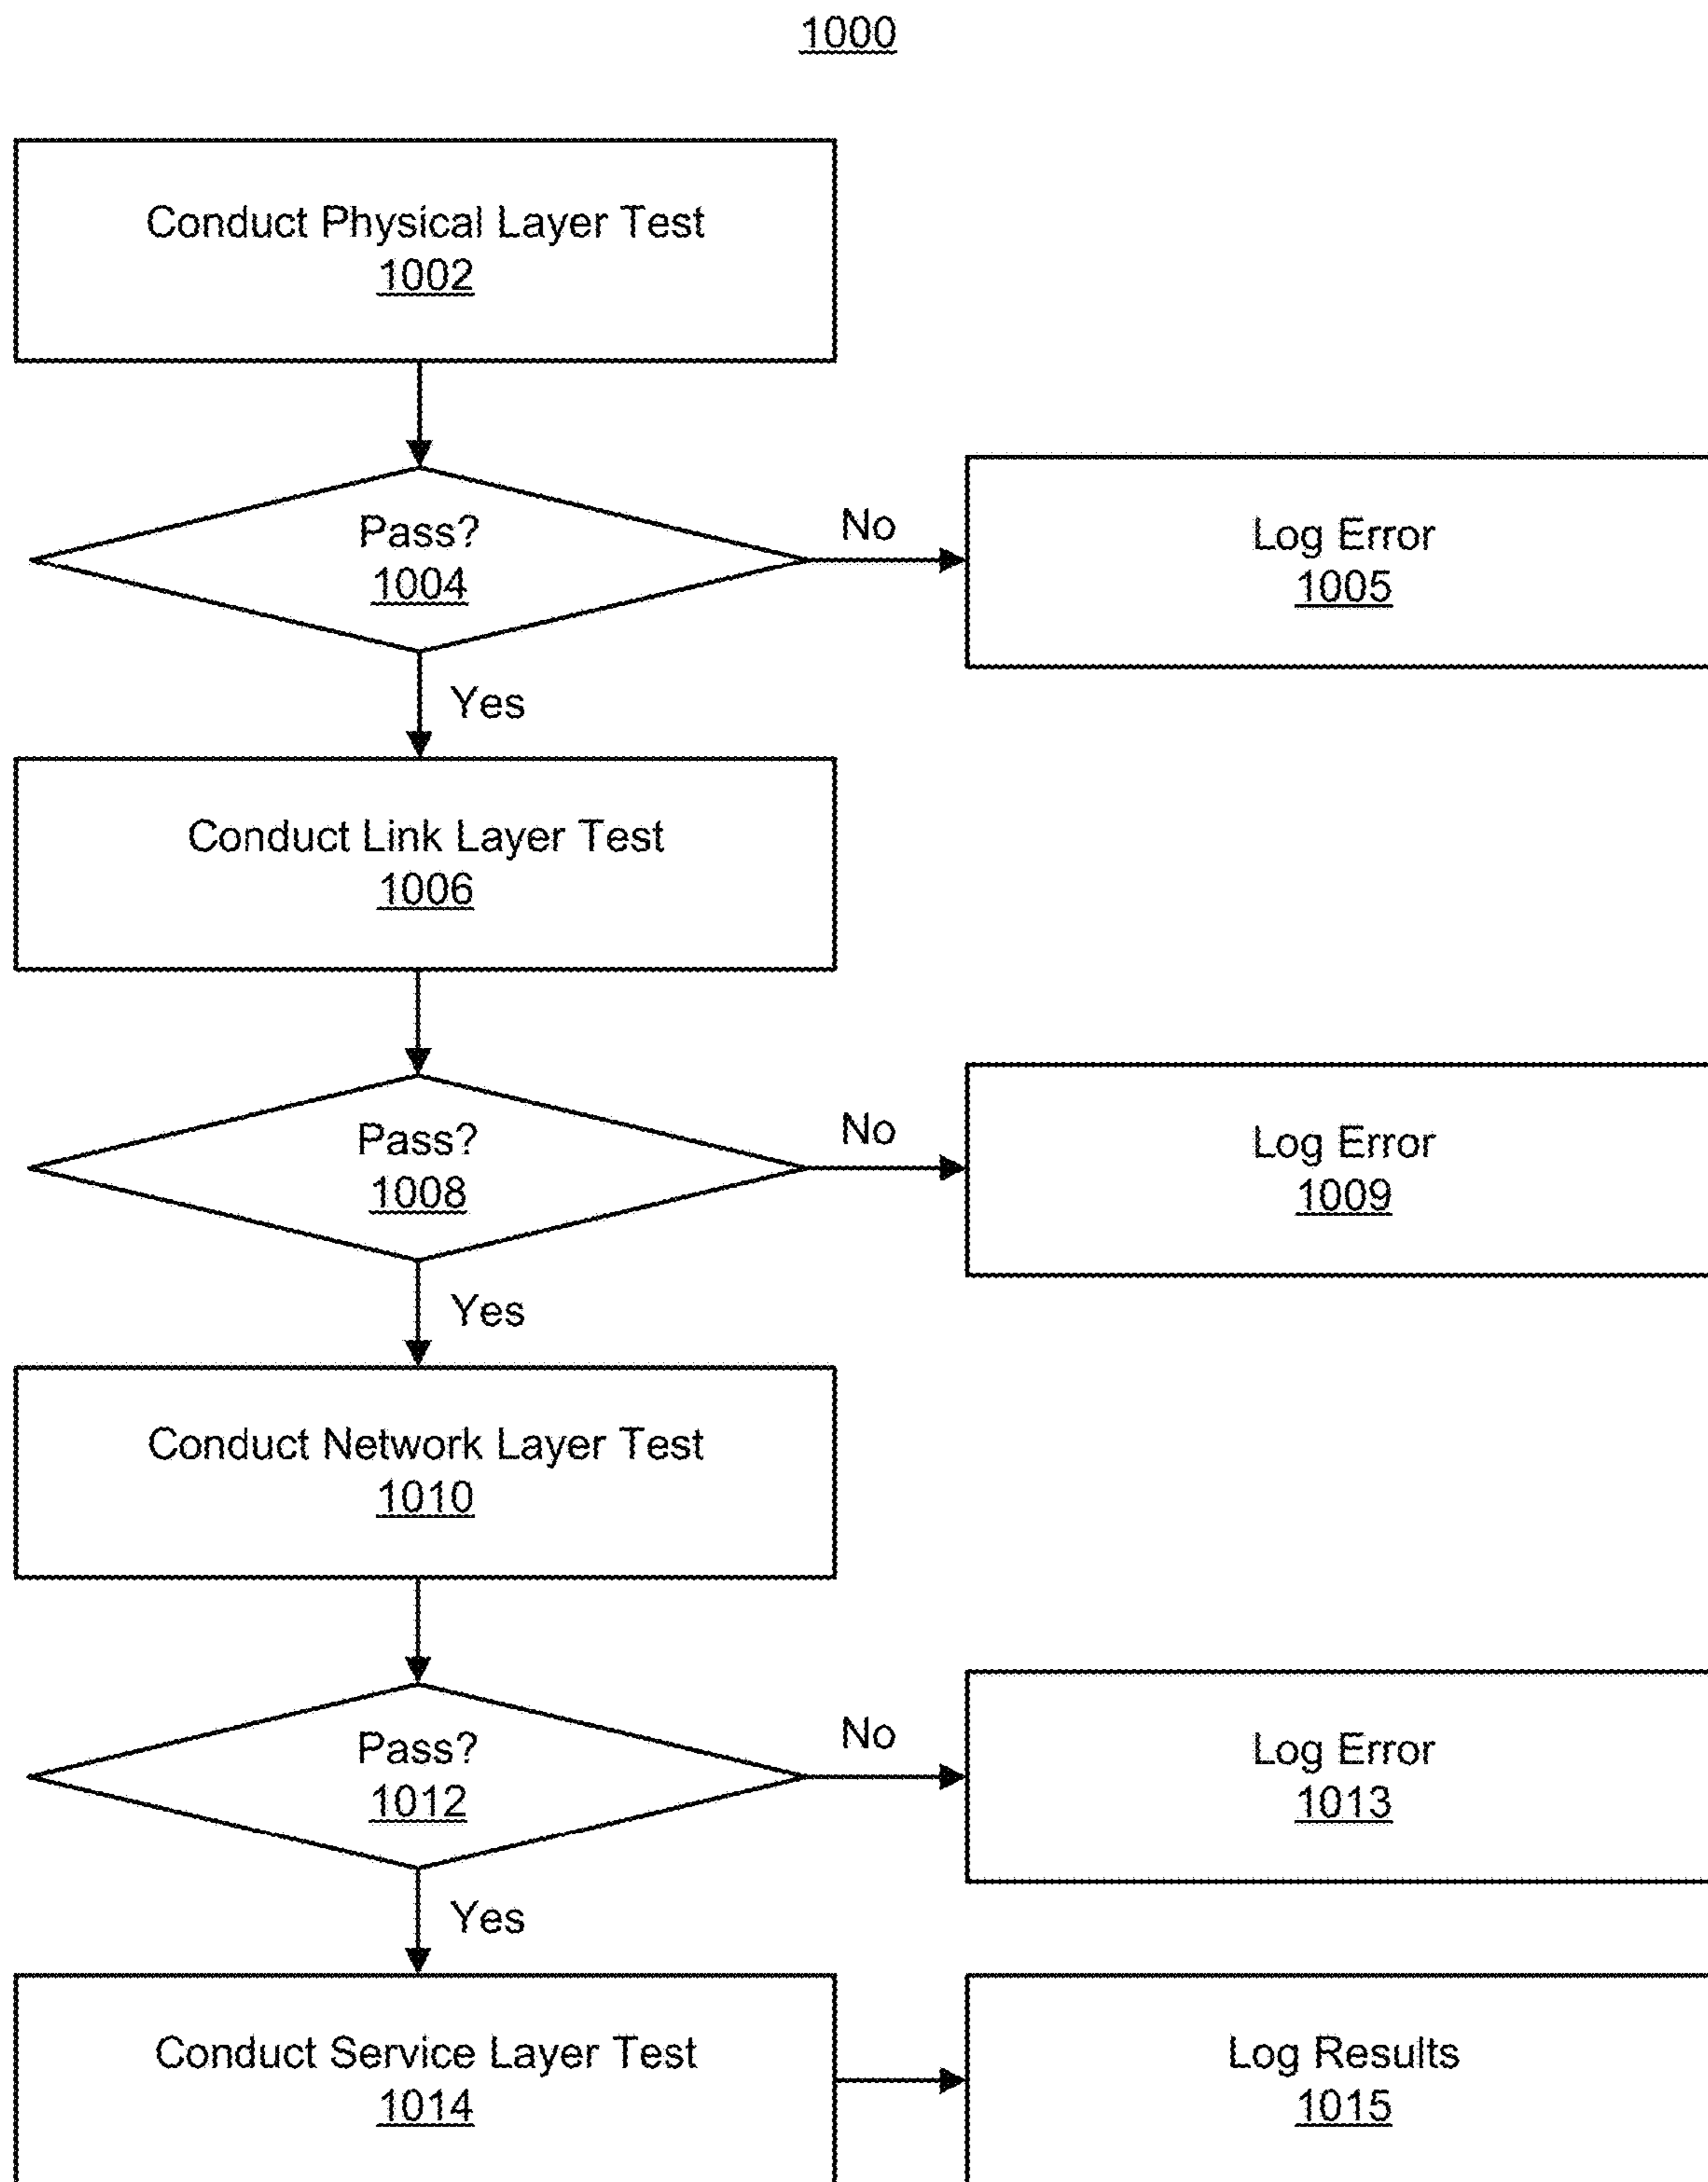 1000
Conduct Physical Layer Test
1002
Pass?
1004
No
Log Error
1005
Yes
Conduct Link Layer Test
1006
Pass?
1008
No
Log Error
1009
Yes
Conduct Network Layer Test
1010
Pass?
1012
No
Log Error
1013
Yes
Conduct Service Layer Test
1014
Log Results
1015